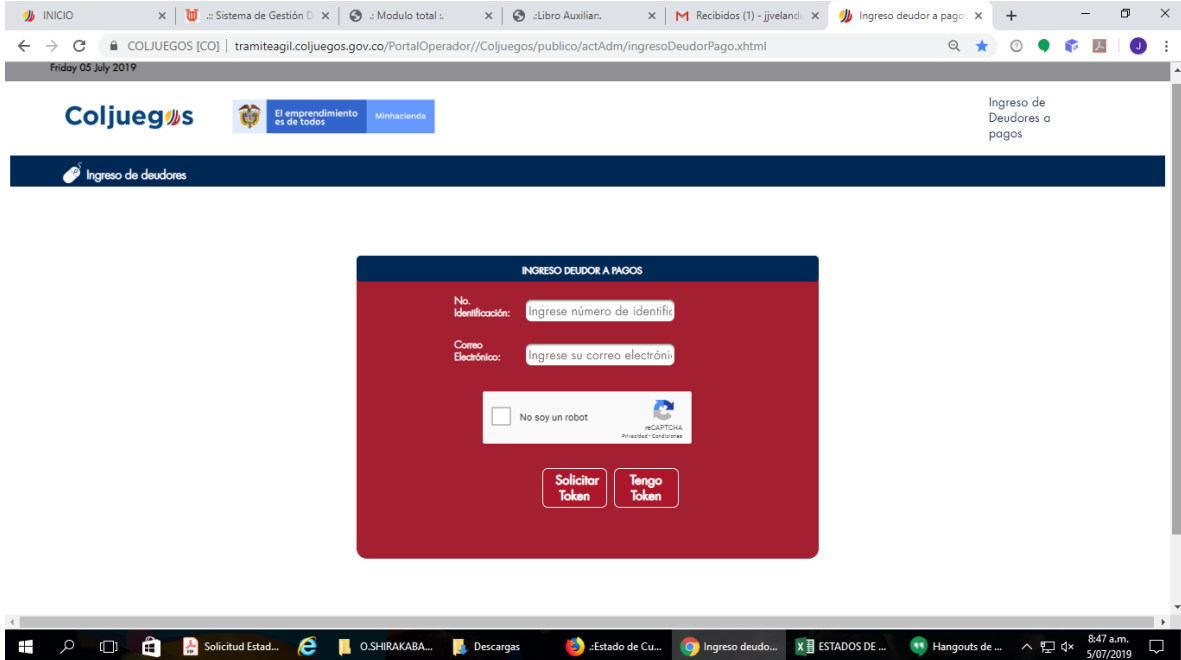 INICIO
.:: Sistema de Gestión D
.: Modulo total :.
.:Libro Auxiliar:.
Recibidos (1) - jjvelandi
Ingreso deudor a pagos
COLJUEGOS [CO] | tramiteagil.coljuegos.gov.co/PortalOperador//Coljuegos/publico/actAdm/ingresoDeudorPago.xhtml
J
Friday 05 July 2019
Coljuegos
El emprendimiento
es de todos
Minhacienda
Ingreso de
Deudores a
pagos
Ingreso de deudores
INGRESO DEUDOR A PAGOS
No.
Identificación:
Ingrese número de identific
Correo
Electrónico:
Ingrese su correo electróni
No soy un robot
reCAPTCHA
Privacidad - Condiciones
Solicitar
Token
Tengo
Token
Solicitud Estad...
O.SHIRAKABA...
Descargas
.:Estado de Cu...
Ingreso deudo...
ESTADOS DE ...
Hangouts de ...
8:47 a.m.
5/07/2019